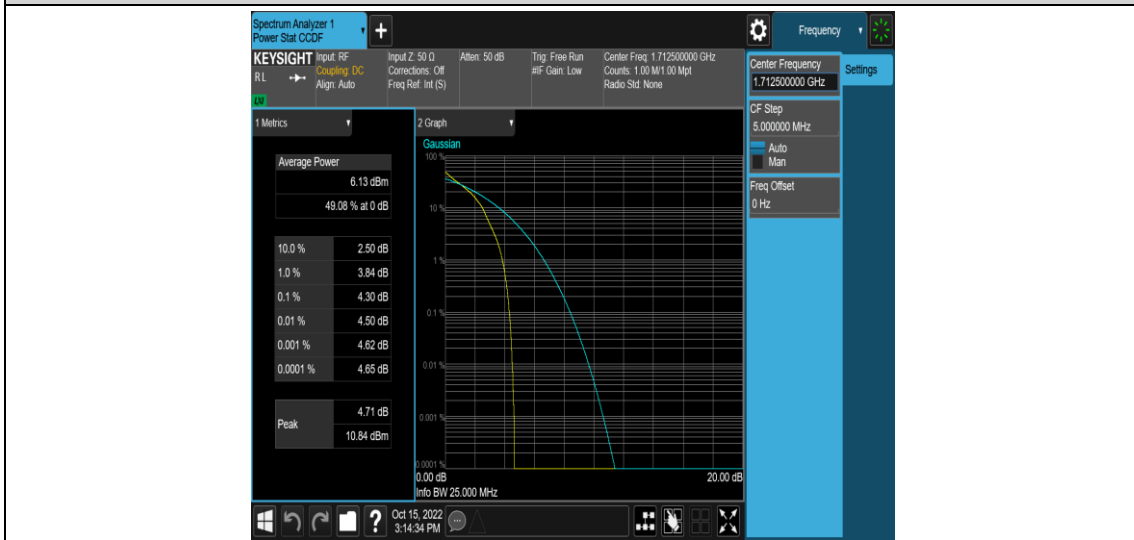 Spectrum Analyzer 1
Power Stat CCDF
+
Frequency
KEYSIGHT
RL
Input: RF
Coupling: DC
Align: Auto
Input Z: 50 Ω
Corrections: Off
Freq Ref: Int (S)
Atten: 50 dB
Trig: Free Run
#IF Gain: Low
Center Freq: 1.712500000 GHz
Counts: 1.00 M/1.00 Mpt
Radio Std: None
Center Frequency
1.712500000 GHz
Settings
CF Step
5.000000 MHz
Auto
Man
Freq Offset
0 Hz
1 Metrics
Average Power
6.13 dBm
49.08 % at 0 dB
10.0 % 2.50 dB
1.0 % 3.84 dB
0.1 % 4.30 dB
0.01 % 4.50 dB
0.001 % 4.62 dB
0.0001 % 4.65 dB
Peak
4.71 dB
10.84 dBm
2 Graph
Gaussian
100 %
10 %
1 %
0.1 %
0.01 %
0.001 %
0.0001 %
0.00 dB 20.00 dB
Info BW 25.000 MHz
?
Oct 15, 2022
3:14:34 PM